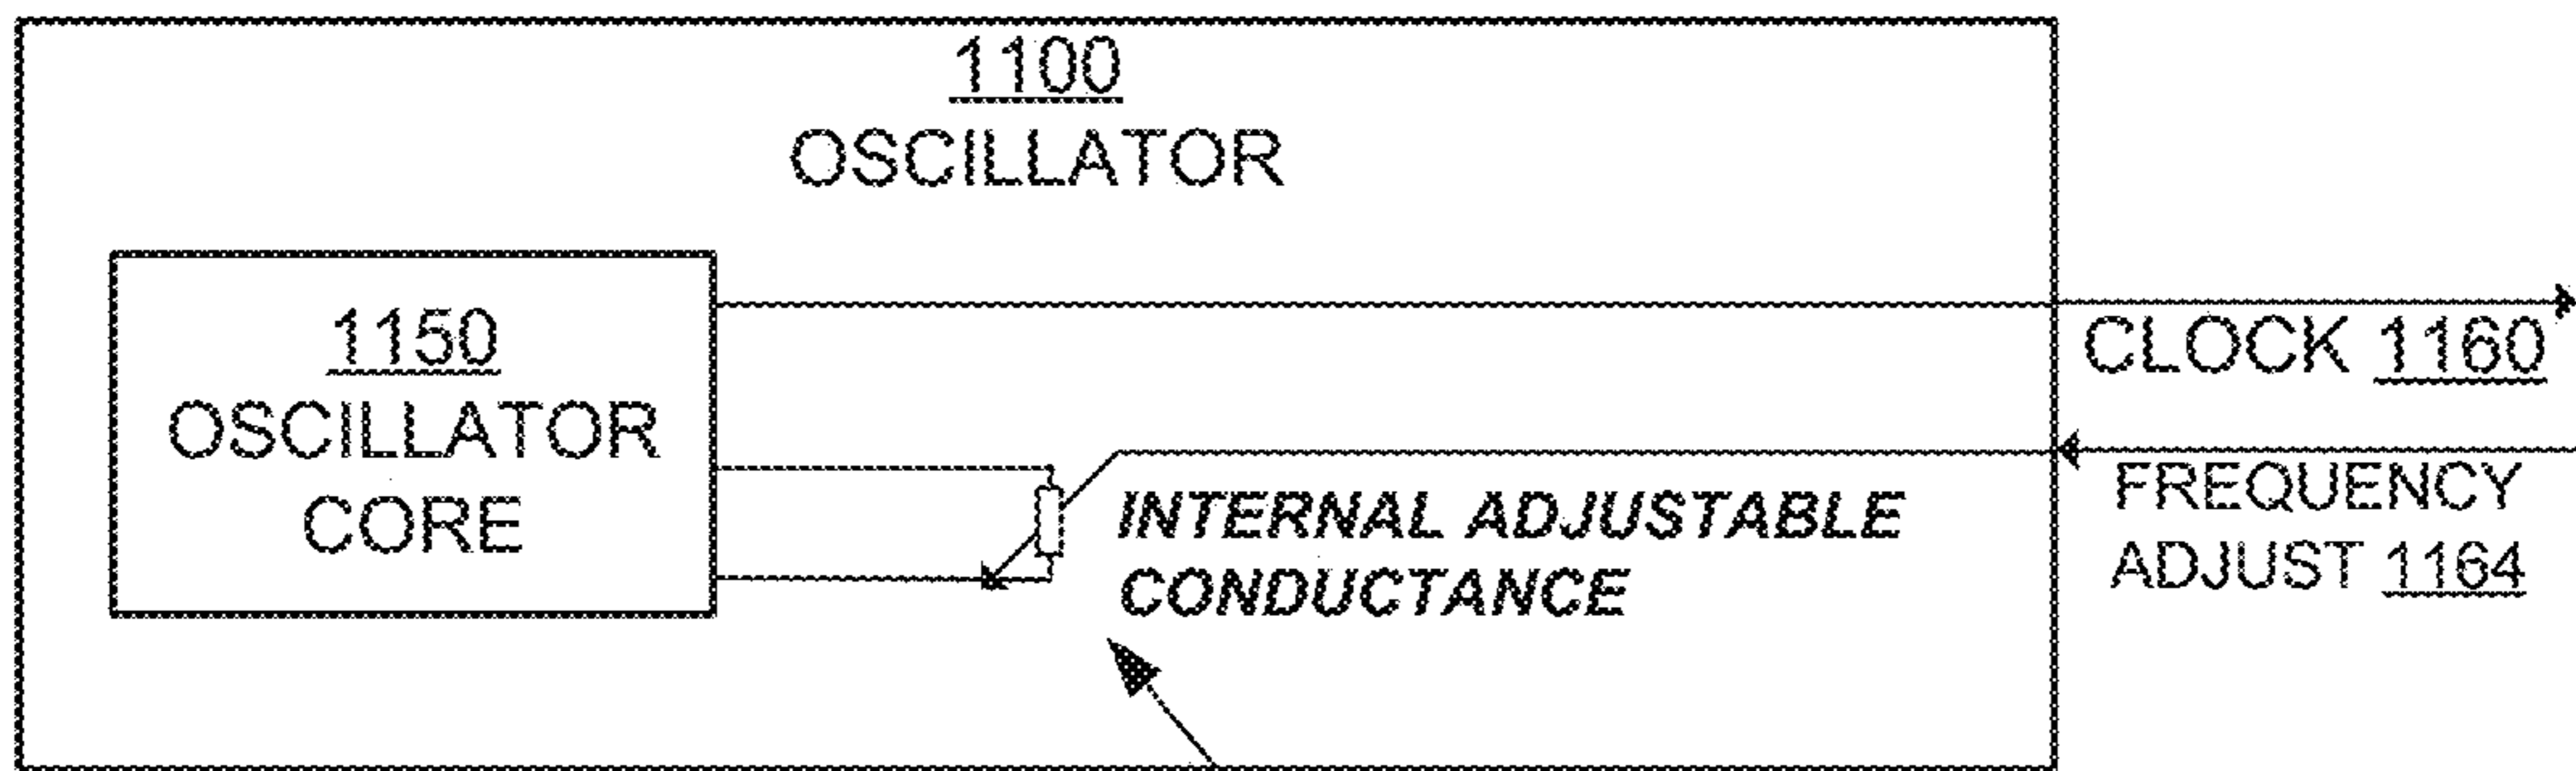 1100
OSCILLATOR
1150
OSCILLATOR
CORE
CLOCK 1160
INTERNAL ADJUSTABLE
CONDUCTANCE
FREQUENCY
ADJUST 1164